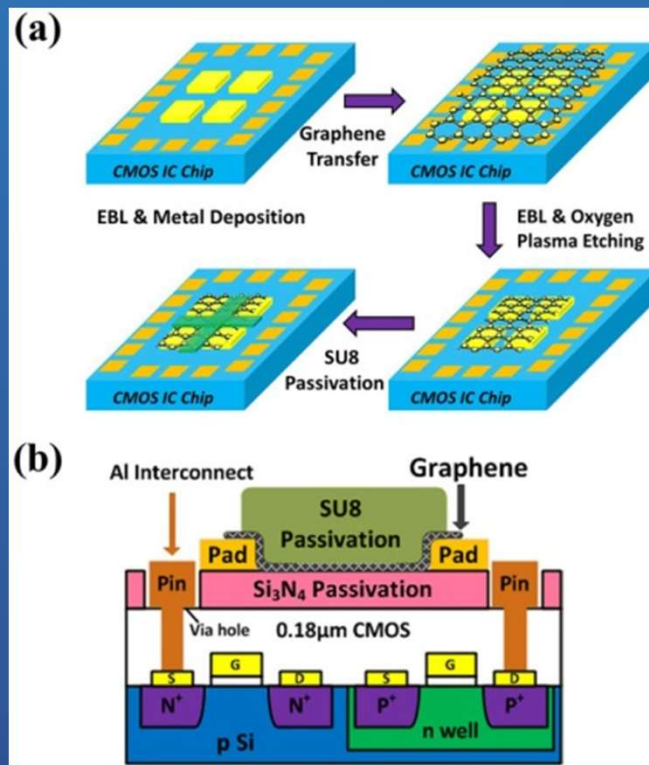 (a)
CMOS IC Chip
Graphene
Transfer
CMOS IC Chip
EBL & Metal Deposition
EBL & Oxygen
Plasma Etching
CMOS IC Chip
SU8
Passivation
CMOS IC Chip
(b)
Al Interconnect
Graphene
SU8
Passivation
Pad
Pad
Pin
Si₃N₄ Passivation
Pin
Via hole
0.18μm CMOS
S
G
D
S
G
D
N⁺
N⁺
P⁺
P⁺
n well
p Si